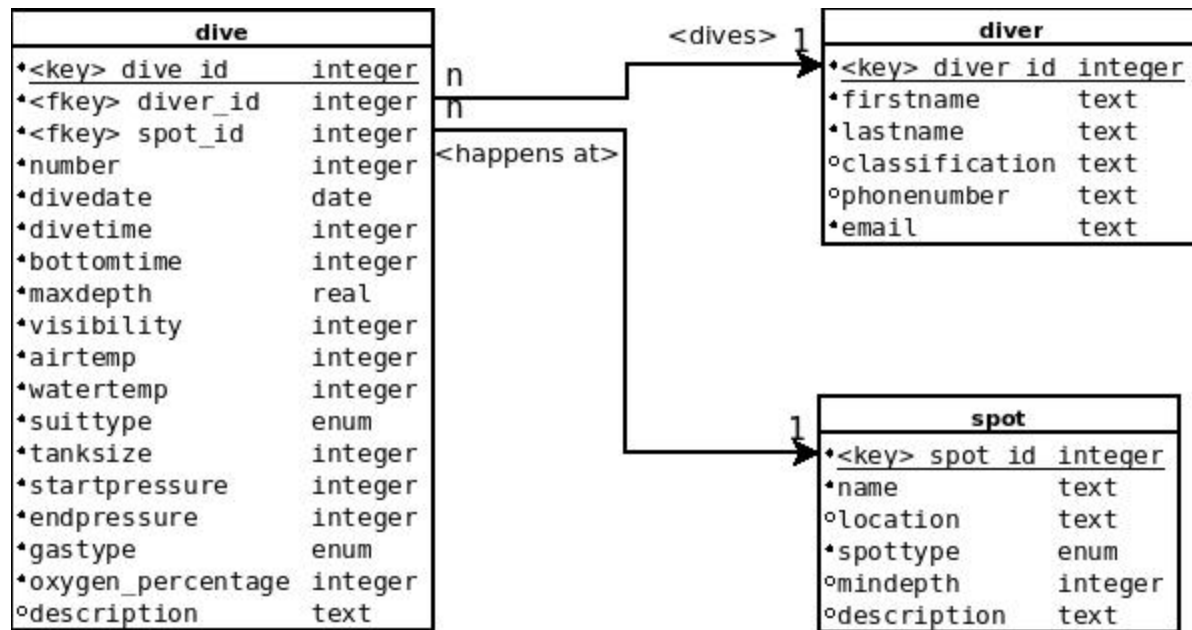 dive
<key> dive_id integer
<fkey> diver_id integer
<fkey> spot_id integer
number integer
divedate date
divetime integer
bottomtime integer
maxdepth real
visibility integer
airtemp integer
watertemp integer
suittype enum
tanksize integer
startpressure integer
endpressure integer
gastype enum
oxygen_percentage integer
description text
n
n
<dives>
1
<happens at>
1
diver
<key> diver_id integer
firstname text
lastname text
classification text
phonenumber text
email text
spot
<key> spot_id integer
name text
location text
spottype enum
mindepth integer
description text